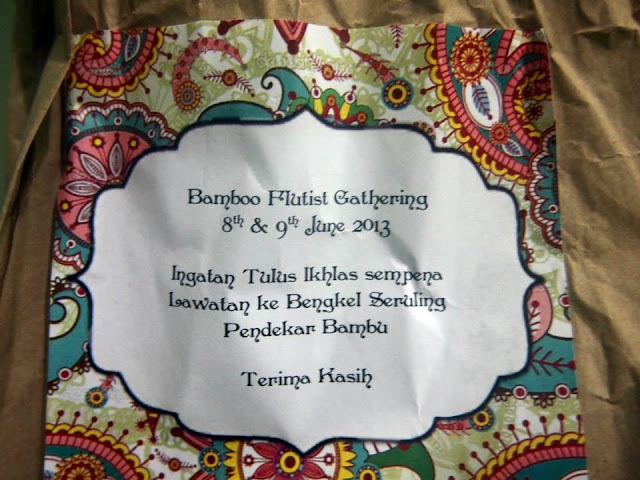 Bamboo Flutist Gathering
8th & 9th June 2013
Ingatan Tulus Ikhlas sempena
Lawatan ke Bengkel Seruling
Pendekar Bambu
Terima Kasih